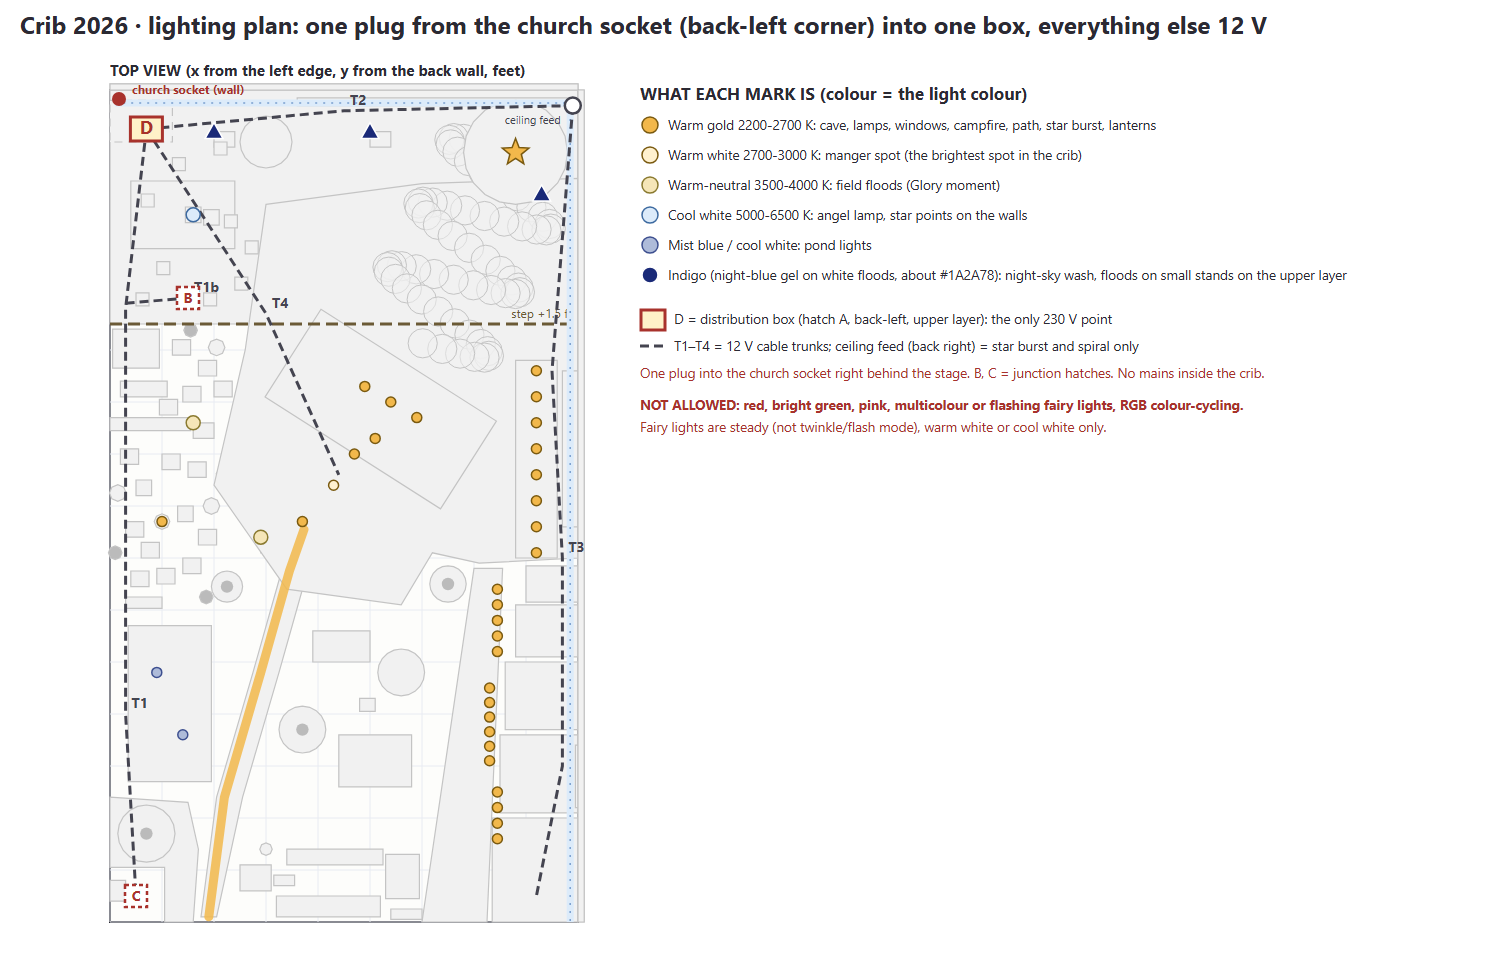 Crib 2026 · lighting plan: one plug from the church socket (back-left corner) into one box, everything else 12 V
TOP VIEW (x from the left edge, y from the back wall, feet)
church socket (wall)
T2
ceiling feed
D
T1b
B
T4
step +1.5 f
T3
T1
C
WHAT EACH MARK IS (colour = the light colour)
Warm gold 2200-2700 K: cave, lamps, windows, campfire, path, star burst, lanterns
Warm white 2700-3000 K: manger spot (the brightest spot in the crib)
Warm-neutral 3500-4000 K: field floods (Glory moment)
Cool white 5000-6500 K: angel lamp, star points on the walls
Mist blue / cool white: pond lights
Indigo (night-blue gel on white floods, about #1A2A78): night-sky wash, floods on small stands on the upper layer
D = distribution box (hatch A, back-left, upper layer): the only 230 V point
T1–T4 = 12 V cable trunks; ceiling feed (back right) = star burst and spiral only
One plug into the church socket right behind the stage. B, C = junction hatches. No mains inside the crib.
NOT ALLOWED: red, bright green, pink, multicolour or flashing fairy lights, RGB colour-cycling.
Fairy lights are steady (not twinkle/flash mode), warm white or cool white only.